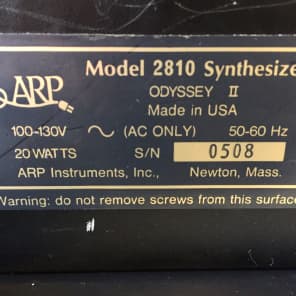 ARP Model 2810 Synthesize
ODYSSEY II
Made in USA
100-130V (AC ONLY) 50-60 Hz
20 WATTS S/N 0508
ARP Instruments, Inc., Newton, Mass.
Warning: do not remove screws from this surface